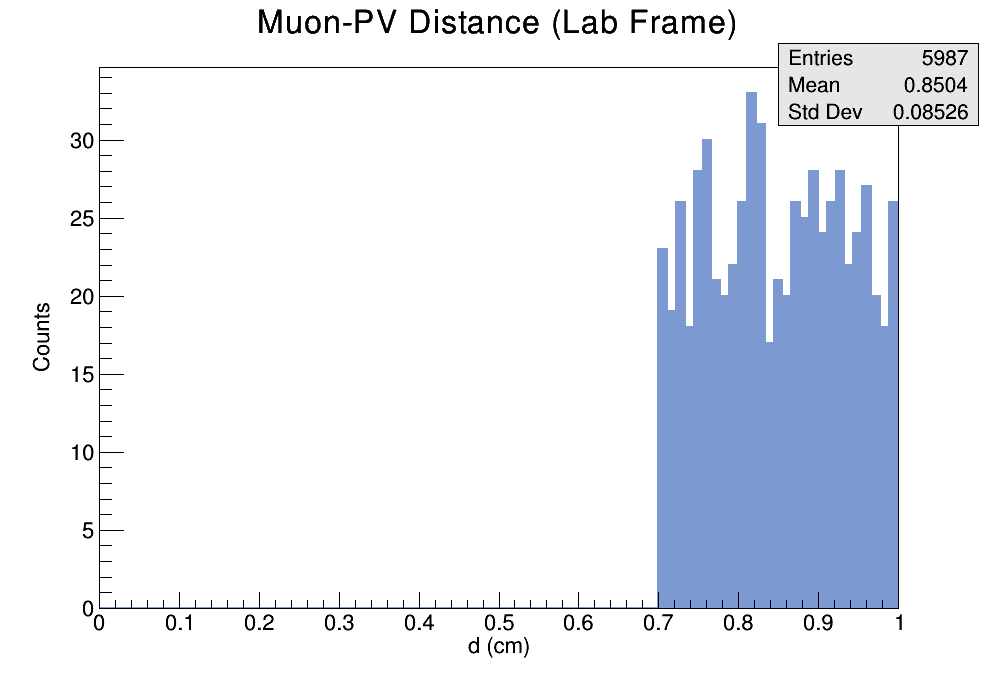 Muon-PV Distance (Lab Frame)
Entries 5987
Mean 0.8504
Std Dev 0.08526
30
25
20
15
10
5
0
Counts
0 0.1 0.2 0.3 0.4 0.5 0.6 0.7 0.8 0.9 1
d (cm)